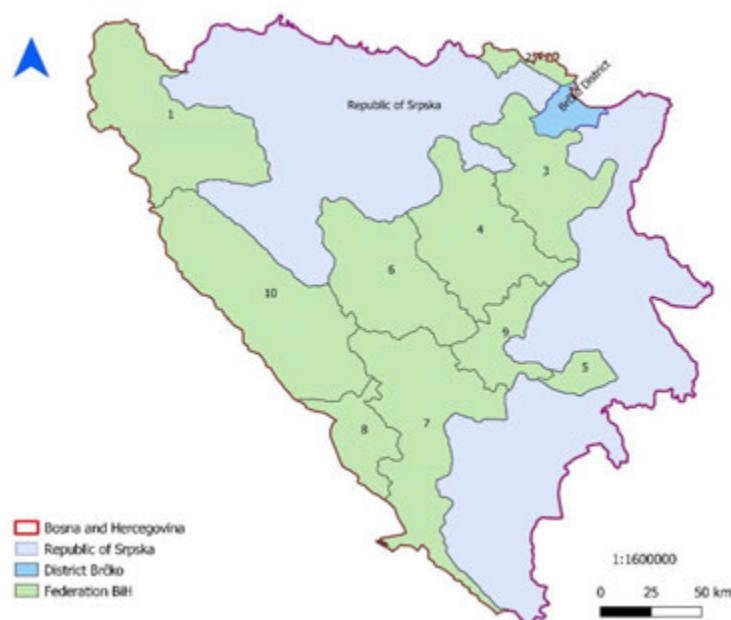 1
Republic of Srpska
Brčko District
3
4
6
10
9
5
7
8
Bosna and Hercegovina
Republic of Srpska
District Brčko
Federation BiH
1:1600000
0 25 50 km